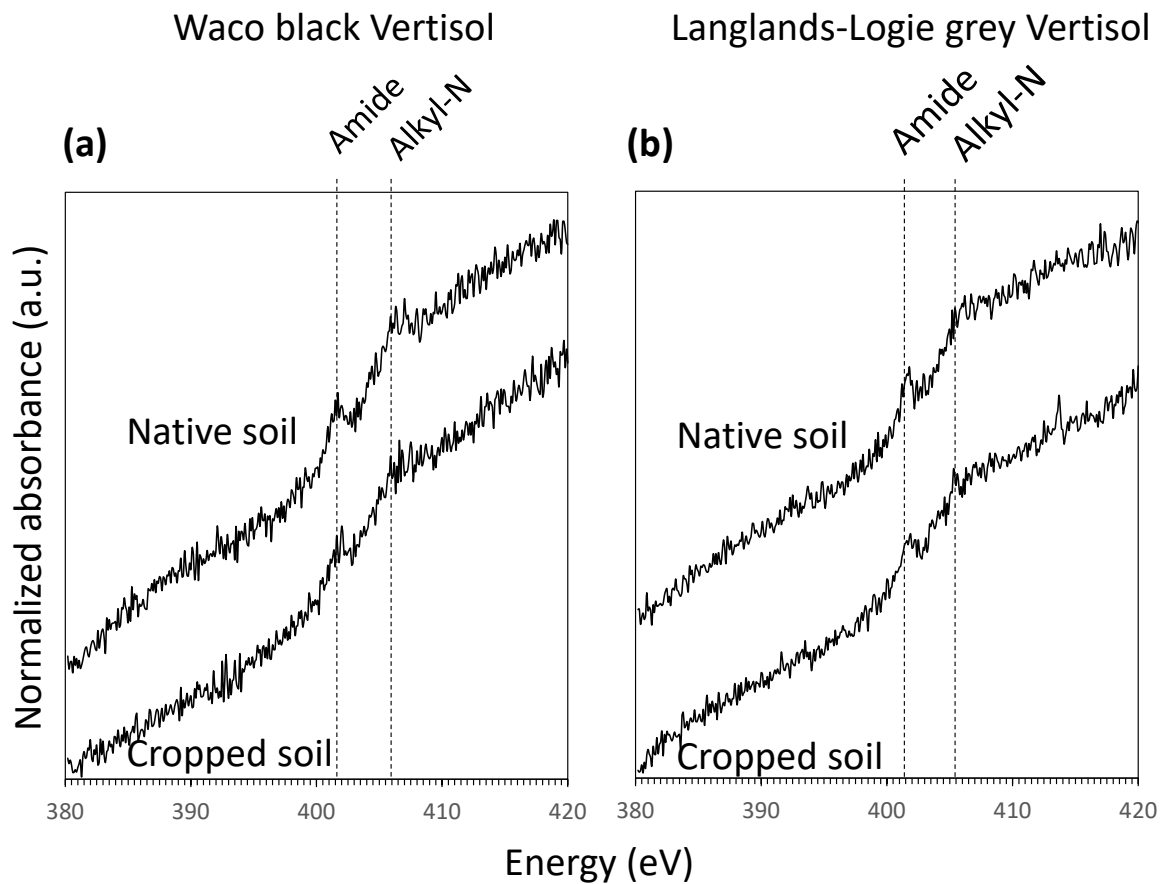 Waco black Vertisol
Langlands-Logie grey Vertisol
(a)
Amide
Alkyl-N
(b)
Amide
Alkyl-N
Normalized absorbance (a.u.)
Native soil
Cropped soil
Native soil
Cropped soil
380 390 400 410 420
380 390 400 410 420
Energy (eV)